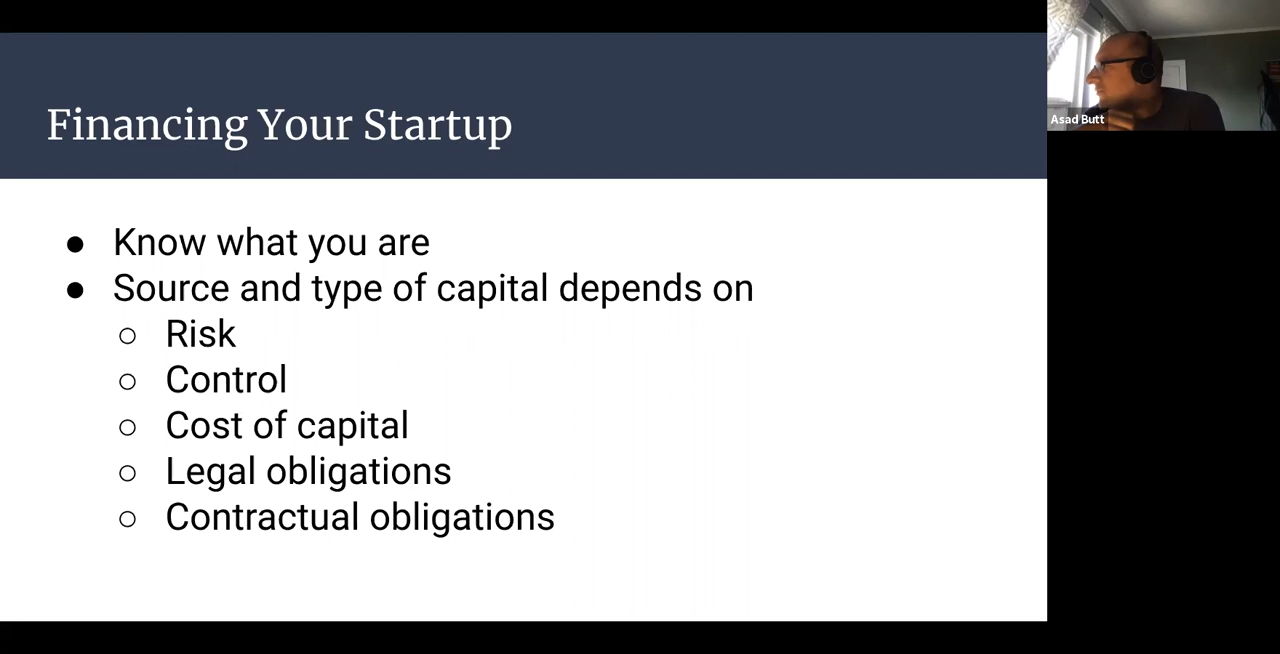 Financing Your Startup
● Know what you are
● Source and type of capital depends on
○ Risk
○ Control
○ Cost of capital
○ Legal obligations
○ Contractual obligations
Asad Butt